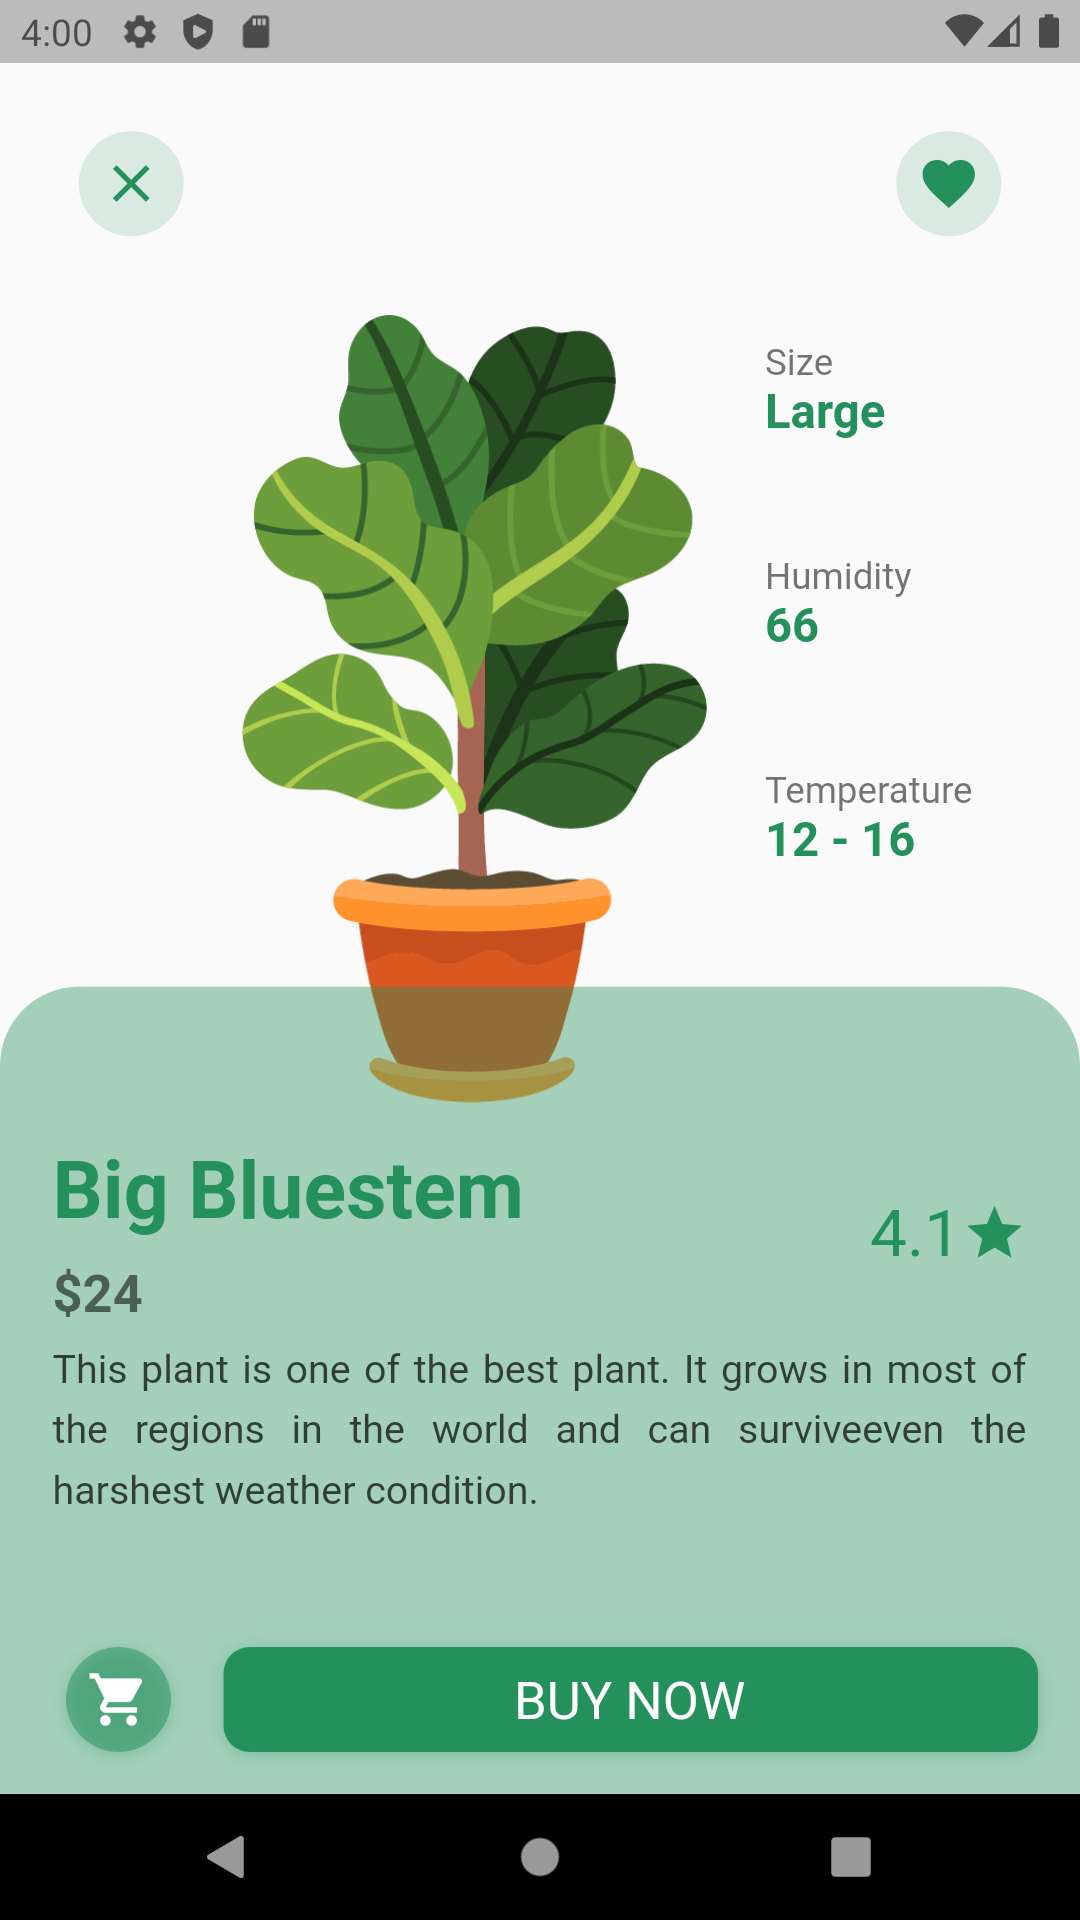 4:00
Size
Large
Humidity
66
Temperature
12 - 16
Big Bluestem
4.1
$24
This plant is one of the best plant. It grows in most of
the regions in the world and can surviveeven the
harshest weather condition.
BUY NOW